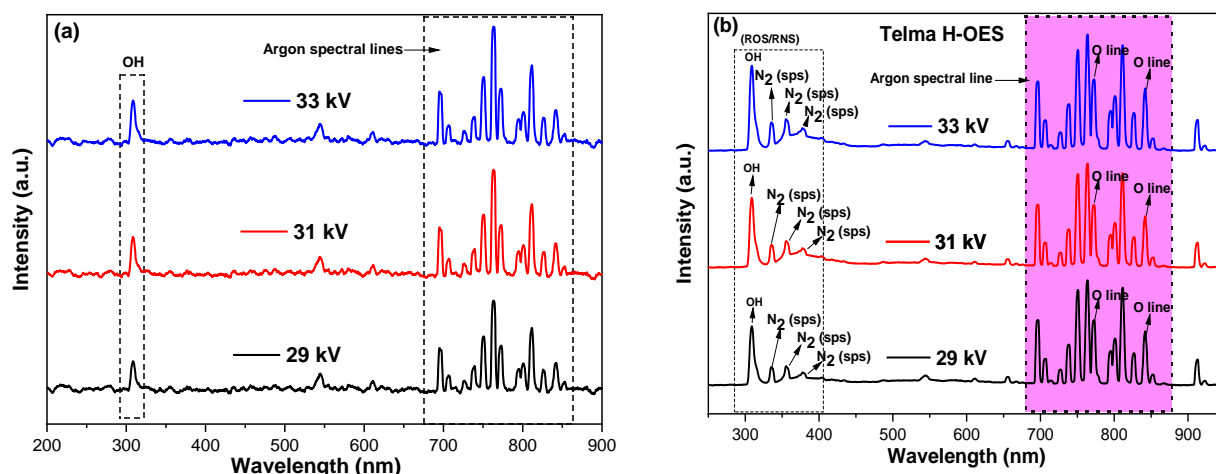 (a)
Argon spectral lines
OH
33 kV
31 kV
29 kV
Intensity (a.u.)
200 300 400 500 600 700 800 900
Wavelength (nm)
(b)
(ROS/RNS)
Telma H-OES
OH
N2 (sps)
N2 (sps)
N2 (sps)
Argon spectral line
O line
O line
33 kV
OH
N2 (sps)
N2 (sps)
N2 (sps)
O line
O line
31 kV
OH
N2 (sps)
N2 (sps)
N2 (sps)
O line
O line
29 kV
Intensity (a.u.)
300 400 500 600 700 800 900
Wavelength (nm)